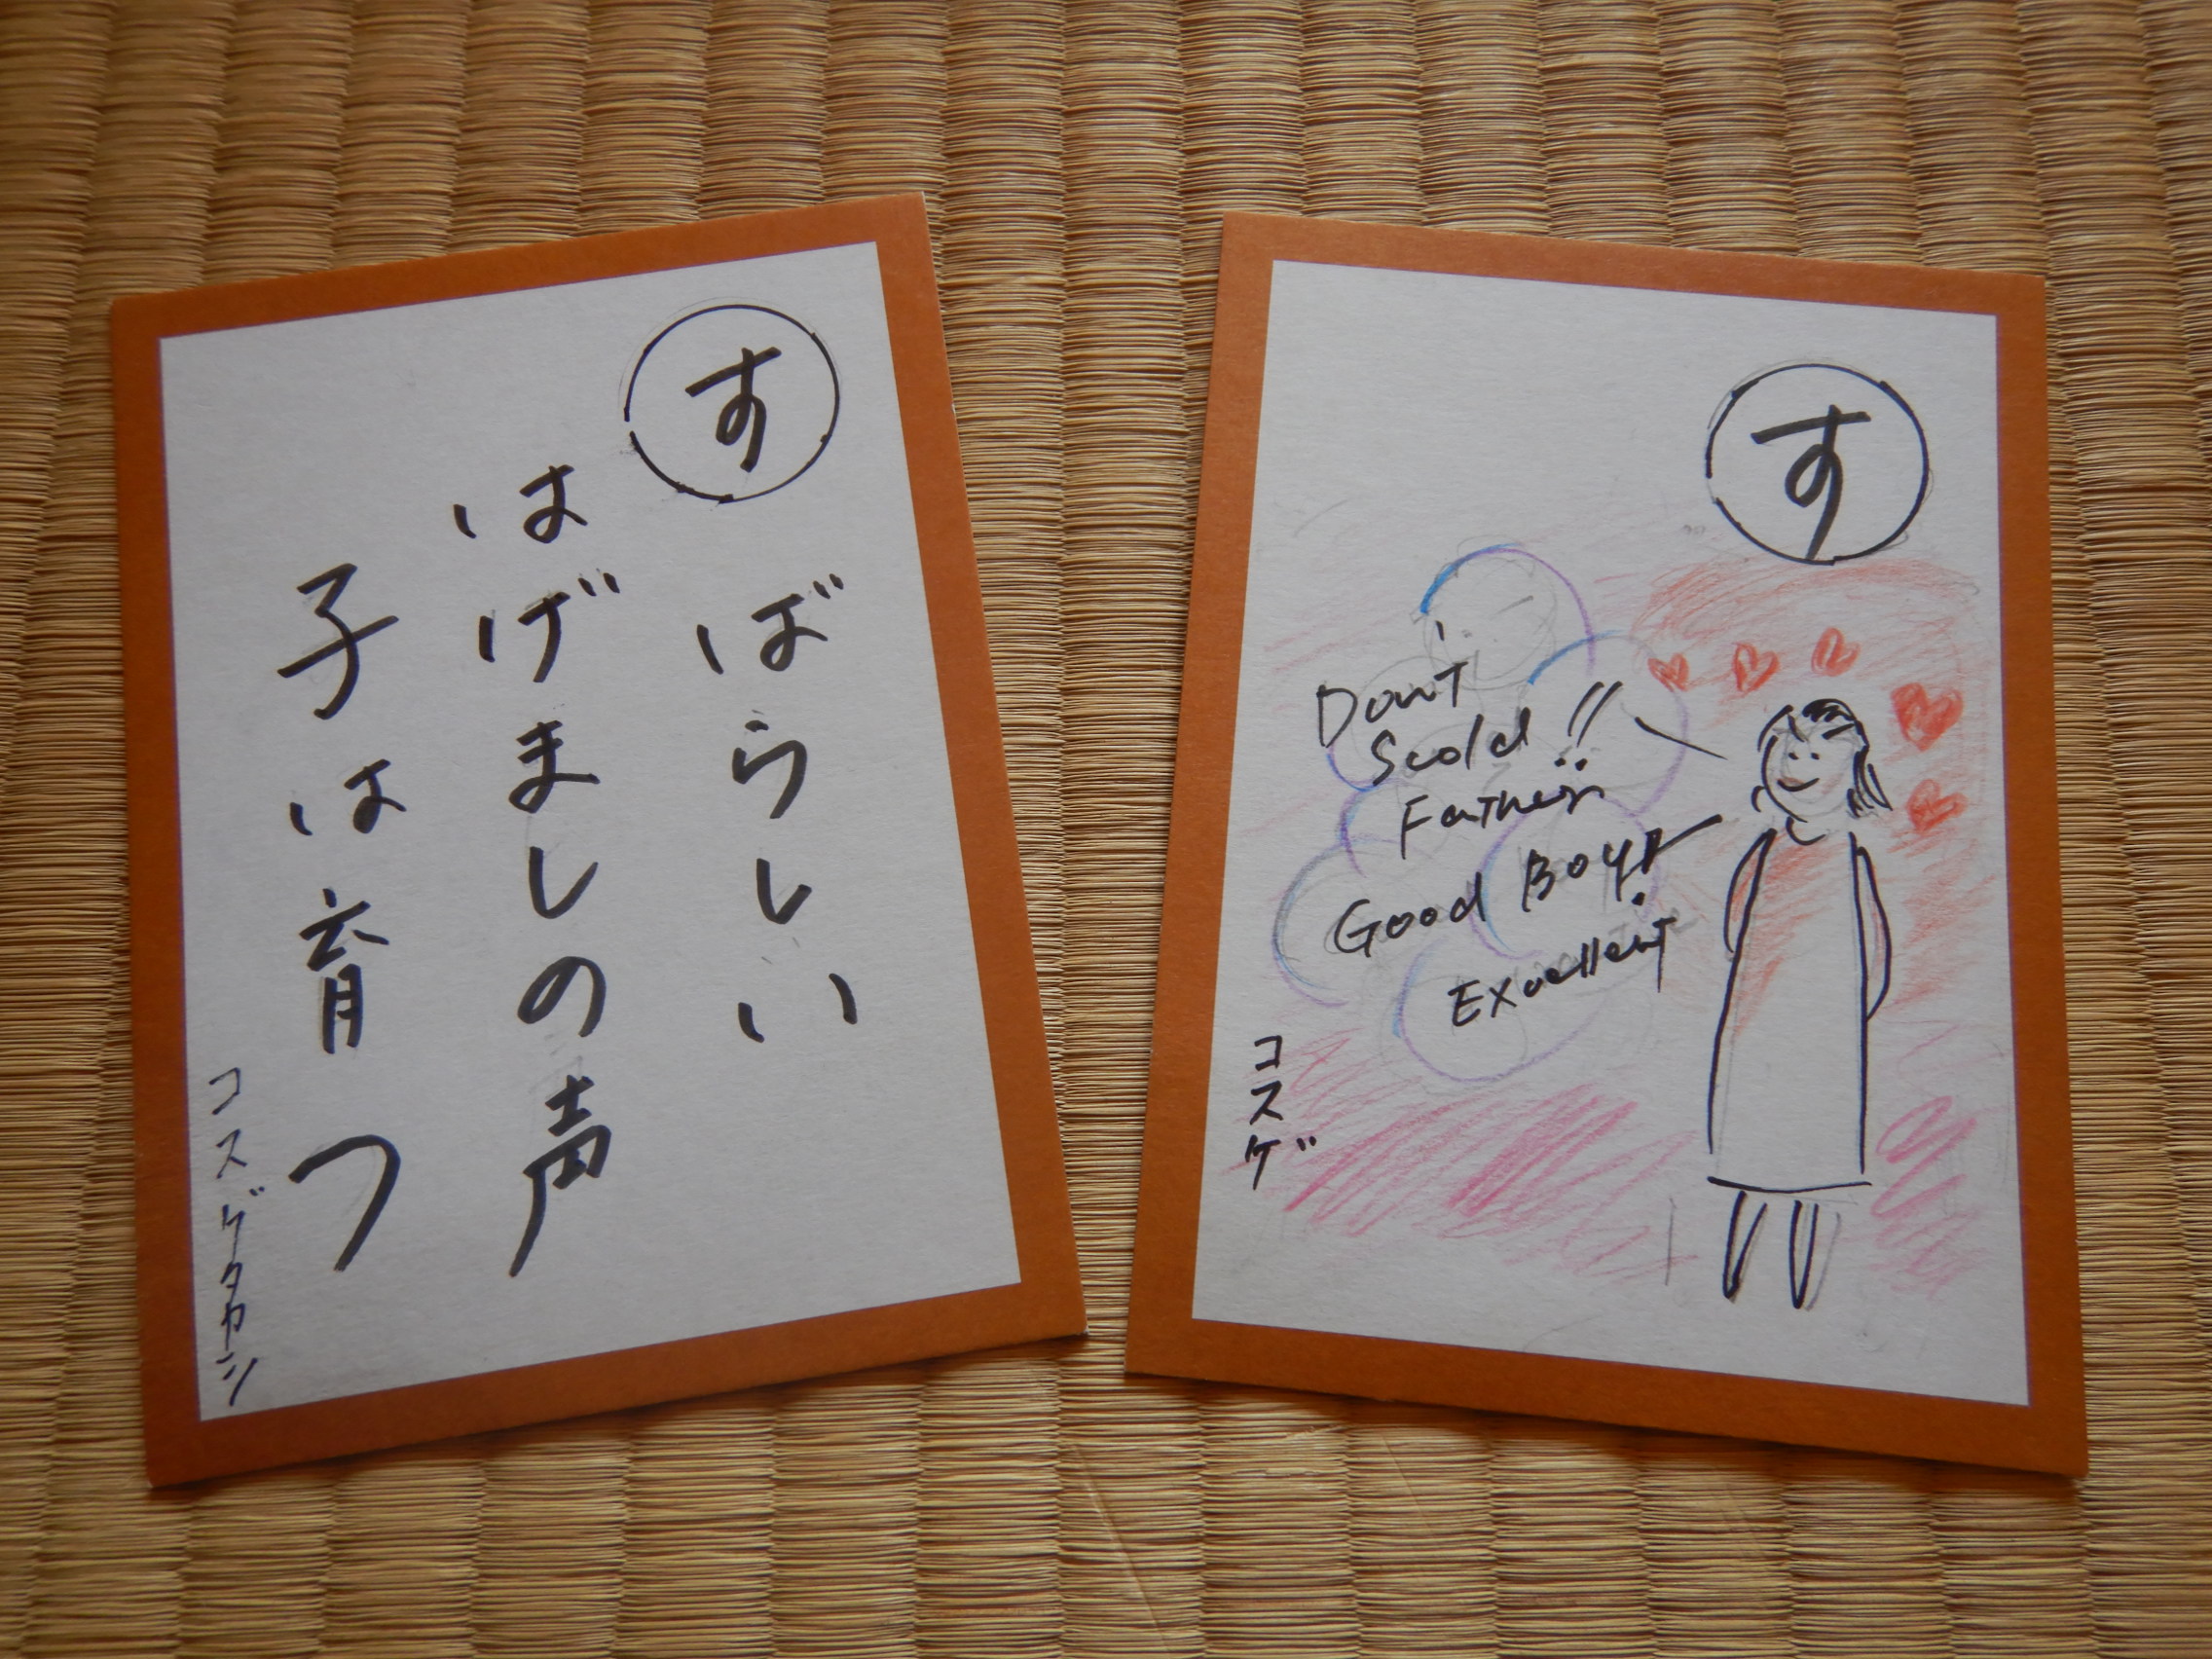 す
ばらしい
はげましの声
子は育つ
コスゲタカシ
す
Don't
Scold!!
Father
Good Boy
Excellent
コスゲ